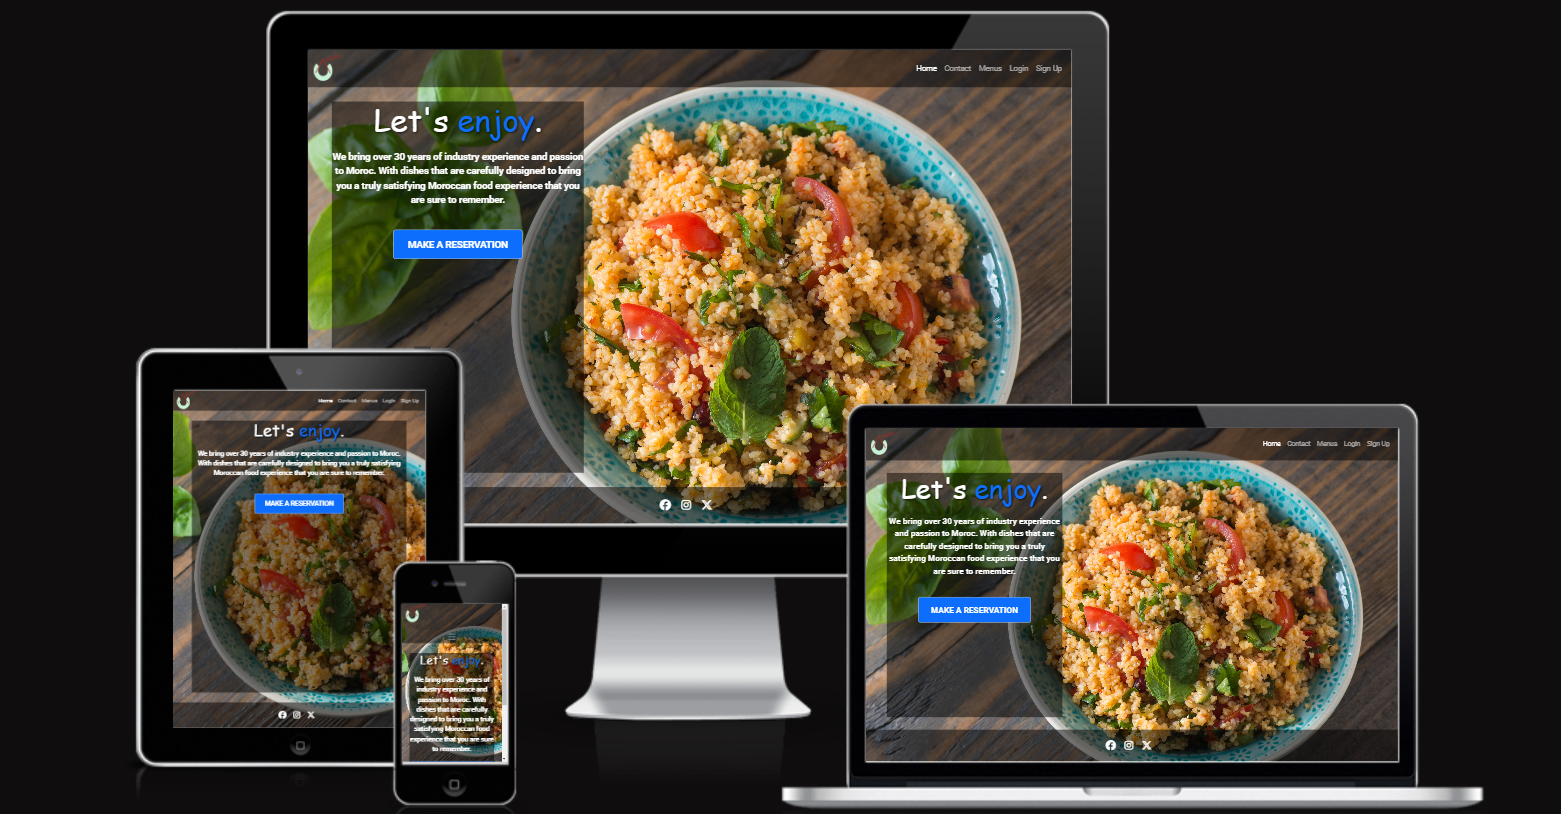 Home Contact Menus Login Sign Up
Let's enjoy.
We bring over 30 years of industry experience and passion
to Moroc. With dishes that are carefully designed to bring
you a truly satisfying Moroccan food experience that you
are sure to remember.
MAKE A RESERVATION
Home Contact Menus Login Sign Up
Let's enjoy.
We bring over 30 years of industry experience and passion to Moroc.
With dishes that are carefully designed to bring you a truly satisfying
Moroccan food experience that you are sure to remember.
MAKE A RESERVATION
Let's enjoy.
We bring over 30 years of
industry experience and
passion to Moroc. With
dishes that are carefully
designed to bring you a truly
satisfying Moroccan food
experience that you are sure
to remember.
Home Contact Menus Login Sign Up
Let's enjoy.
We bring over 30 years of industry experience
and passion to Moroc. With dishes that are
carefully designed to bring you a truly
satisfying Moroccan food experience that you
are sure to remember.
MAKE A RESERVATION